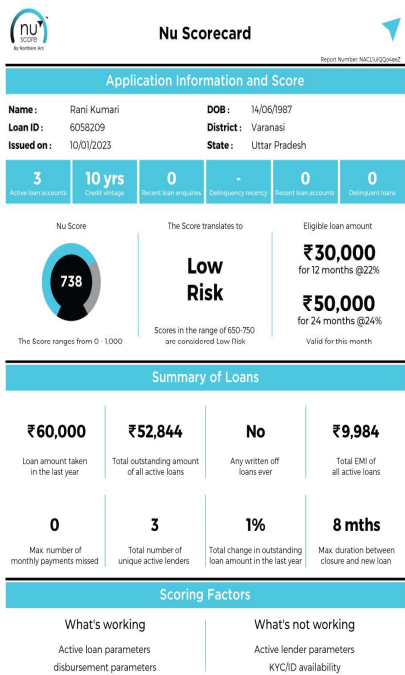 nu
score
By Northern Arc
Nu Scorecard
Report Number: NACL1uIQQo4eeZ
Application Information and Score
Name : Rani Kumari DOB : 14/06/1987
Loan ID : 6058209 District : Varanasi
Issued on : 10/01/2023 State : Uttar Pradesh
3 10 yrs 0 - 0 0
Active loan accounts Credit vintage Recent loan enquiries Delinquency recency Recent loan accounts Delinquent loans
Nu Score The Score translates to Eligible loan amount
738
Low
Risk
₹30,000
for 12 months @22%
₹50,000
for 24 months @24%
The Score ranges from 0 - 1,000
Scores in the range of 650-750
are considered Low Risk
Valid for this month
Summary of Loans
₹60,000 ₹52,844 No ₹9,984
Loan amount taken Total outstanding amount Any written off Total EMI of
in the last year of all active loans loans ever all active loans
0 3 1% 8 mths
Max. number of Total number of Total change in outstanding Max. duration between
monthly payments missed unique active lenders loan amount in the last year closure and new loan
Scoring Factors
What's working What's not working
Active loan parameters Active lender parameters
disbursement parameters KYC/ID availability